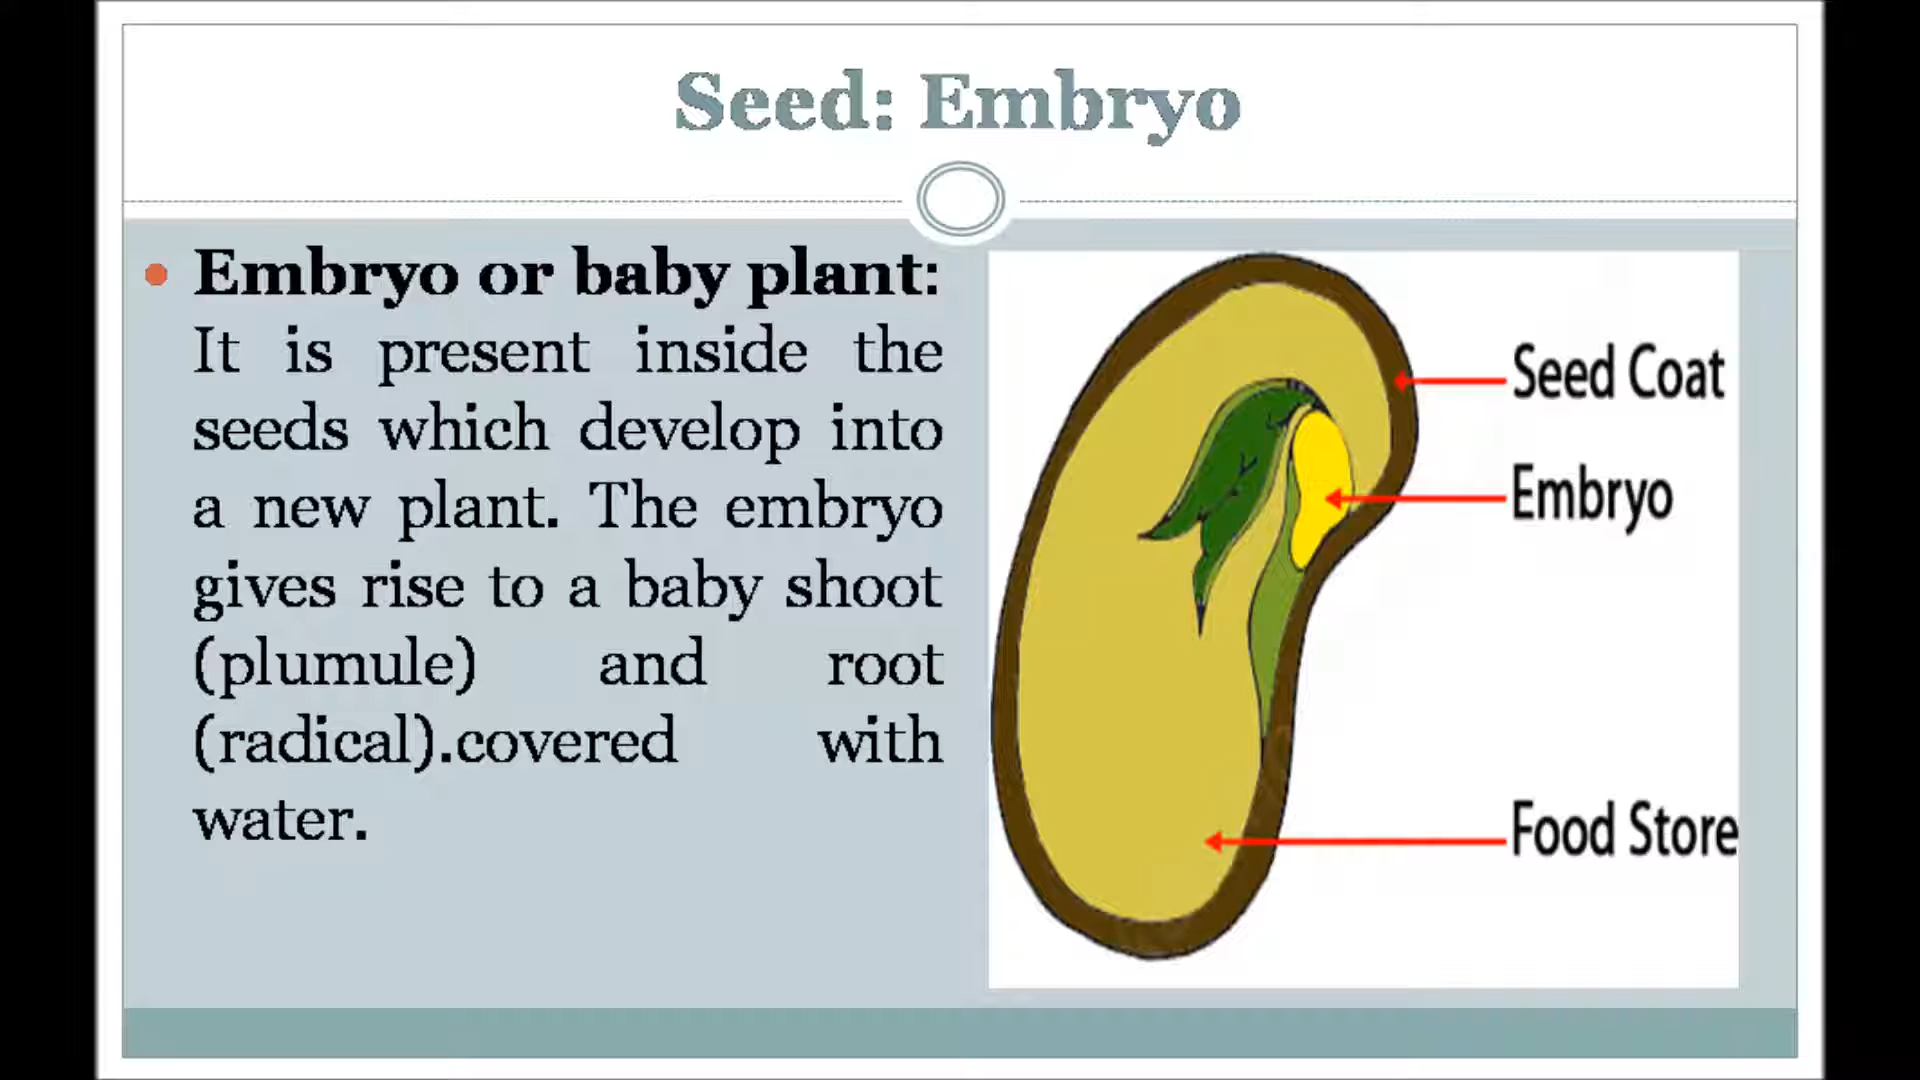 Seed: Embryo
Embryo or baby plant:
It is present inside the
seeds which develop into
a new plant. The embryo
gives rise to a baby shoot
(plumule) and root
(radical).covered with
water.
Seed Coat
Embryo
Food Store